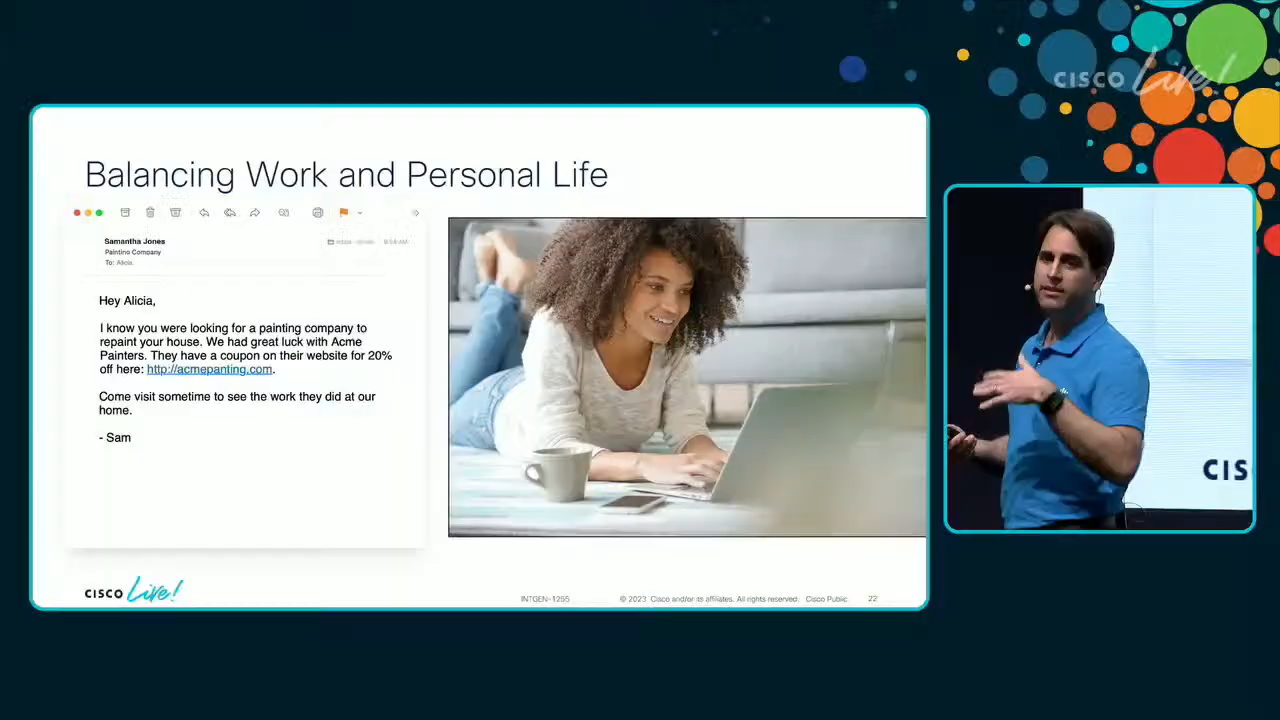 CISCO Live!
Balancing Work and Personal Life
Samantha Jones
Painting Company
To: Alicia
9:58 AM
Hey Alicia,
I know you were looking for a painting company to
repaint your house. We had great luck with Acme
Painters. They have a coupon on their website for 20%
off here: http://acmepanting.com.
Come visit sometime to see the work they did at our
home.
- Sam
CIS
CISCO Live!
INTGEN-1255
© 2023 Cisco and/or its affiliates. All rights reserved. Cisco Public
22